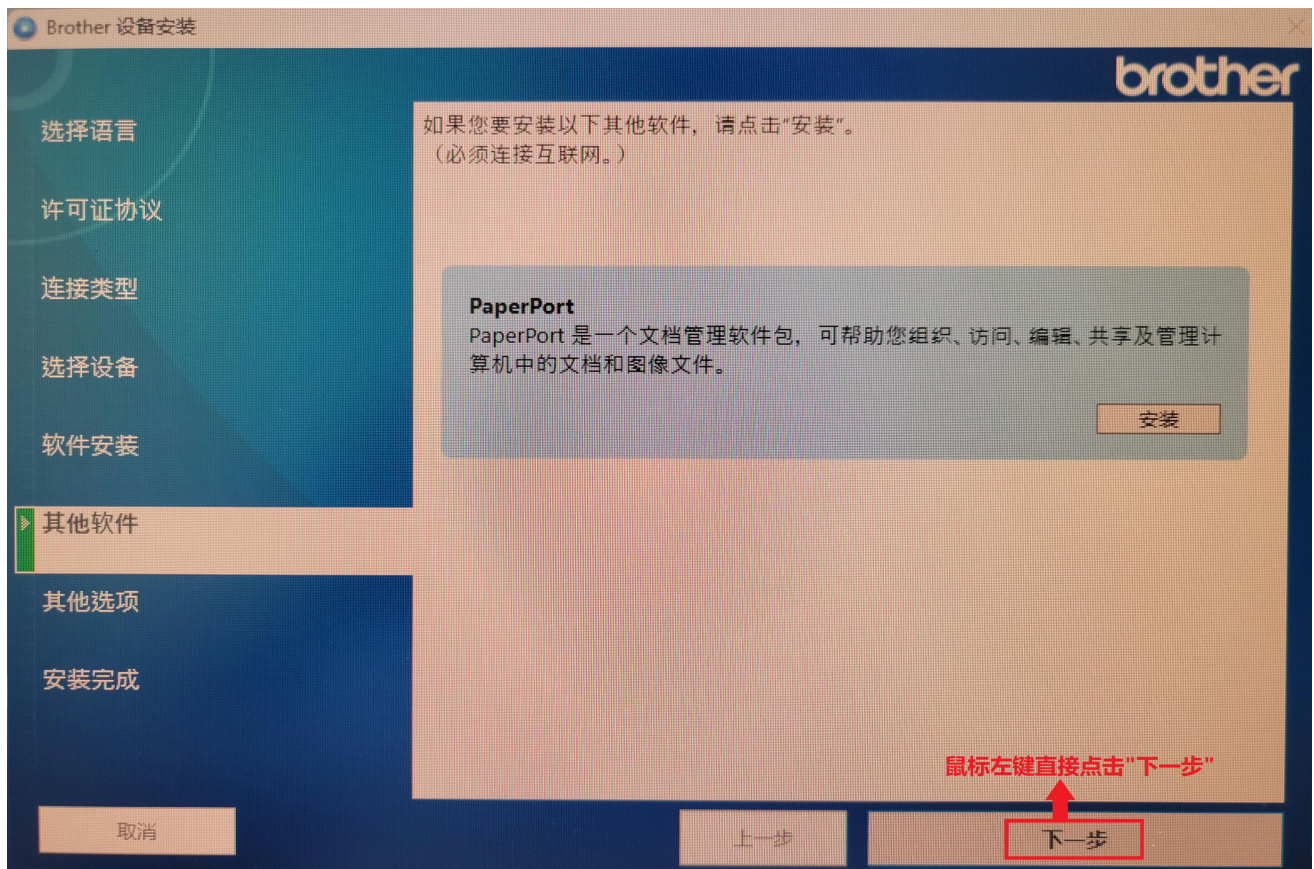 Brother 设备安装
brother
选择语言
许可证协议
连接类型
选择设备
软件安装
其他软件
其他选项
安装完成
如果您要安装以下其他软件，请点击“安装”。
（必须连接互联网。）
PaperPort
PaperPort 是一个文档管理软件包，可帮助您组织、访问、编辑、共享及管理计
算机中的文档和图像文件。
安装
鼠标左键直接点击"下一步"
取消
上一步
下一步